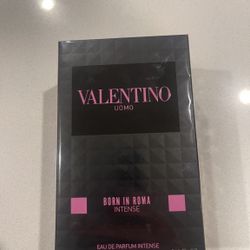 VALENTINO
UOMO
BORN IN ROMA
INTENSE
EAU DE PARFUM INTENSE